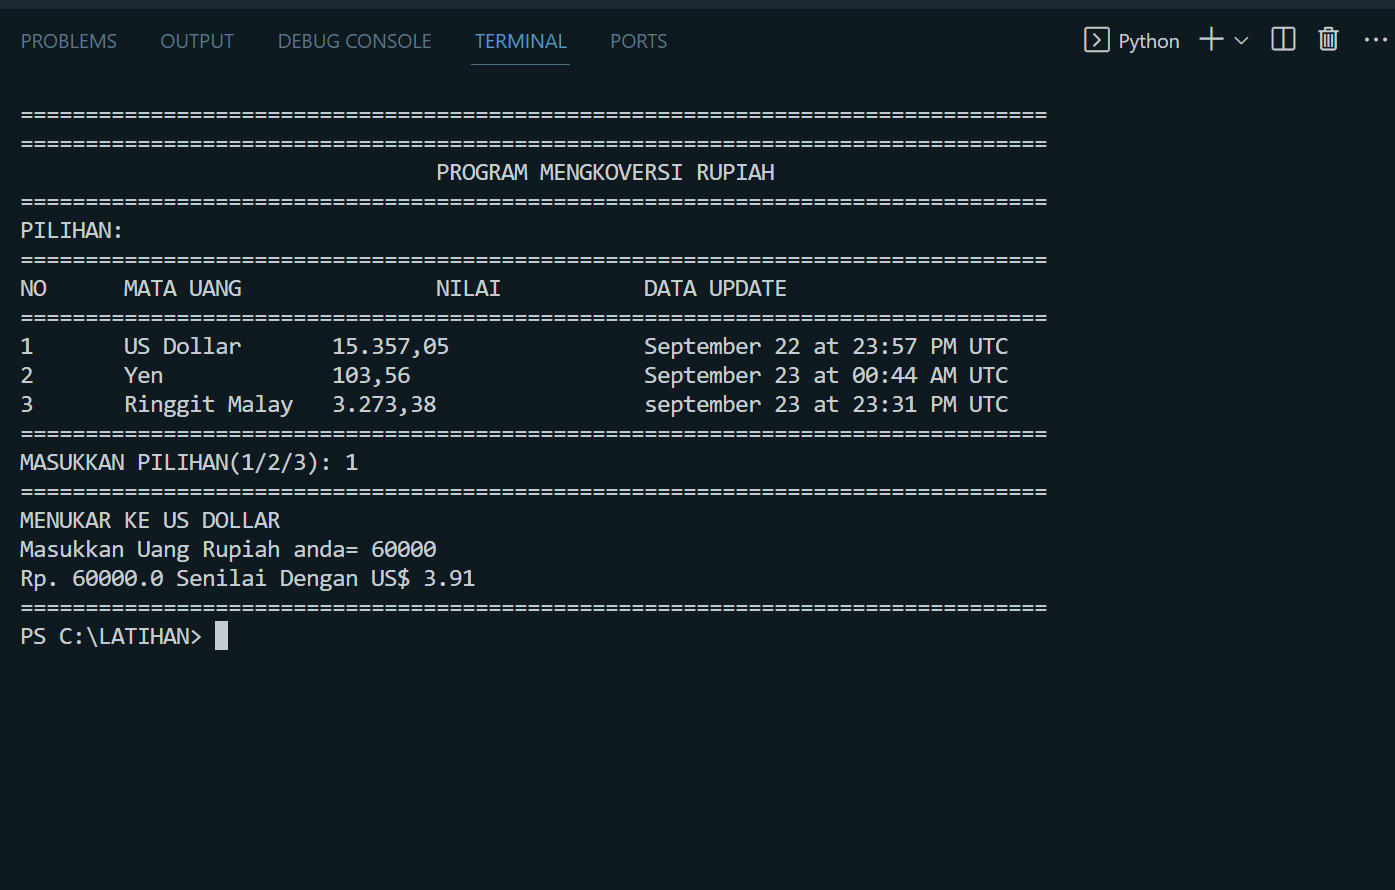 PROBLEMS OUTPUT DEBUG CONSOLE TERMINAL PORTS Python
===============================================================================
===============================================================================
PROGRAM MENGKOVERSI RUPIAH
===============================================================================
PILIHAN:
===============================================================================
NO MATA UANG NILAI DATA UPDATE
===============================================================================
1 US Dollar 15.357,05 September 22 at 23:57 PM UTC
2 Yen 103,56 September 23 at 00:44 AM UTC
3 Ringgit Malay 3.273,38 september 23 at 23:31 PM UTC
===============================================================================
MASUKKAN PILIHAN(1/2/3): 1
===============================================================================
MENUKAR KE US DOLLAR
Masukkan Uang Rupiah anda= 60000
Rp. 60000.0 Senilai Dengan US$ 3.91
===============================================================================
PS C:\LATIHAN>